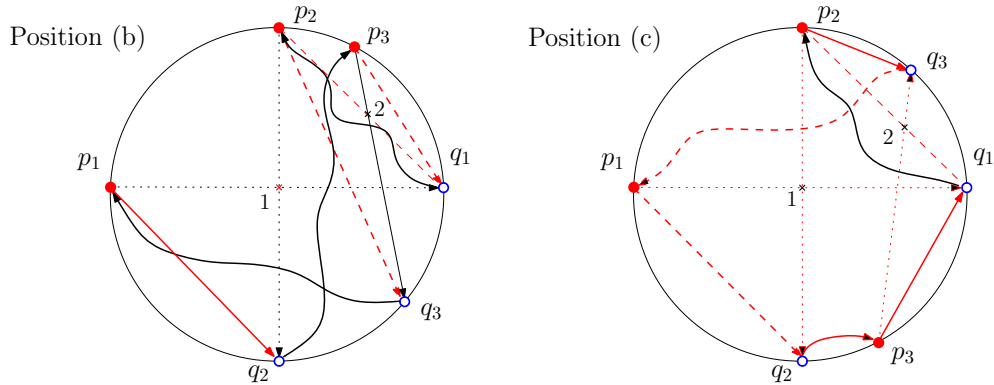 Position (b)
p₂
p₃
2
p₁
q₁
1
q₃
q₂
Position (c)
p₂
q₃
2
p₁
q₁
1
p₃
q₂